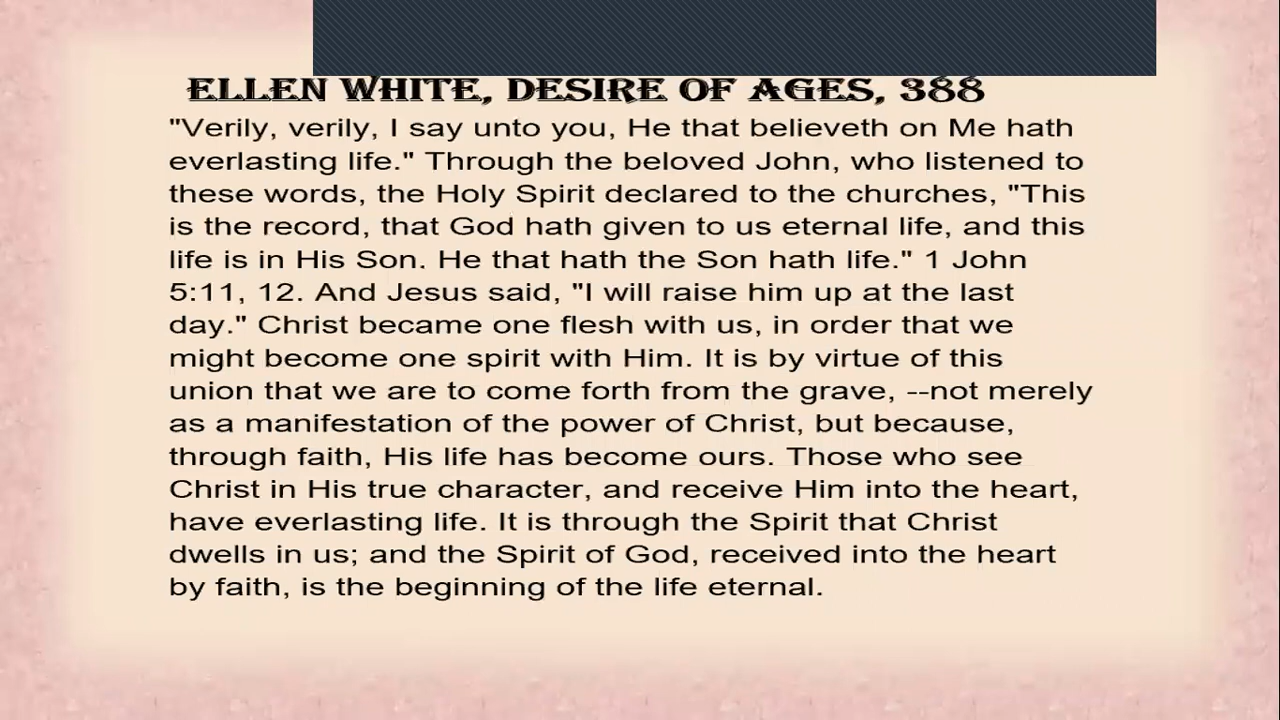 ELLEN WHITE, DESIRE OF AGES, 388
"Verily, verily, I say unto you, He that believeth on Me hath
everlasting life." Through the beloved John, who listened to
these words, the Holy Spirit declared to the churches, "This
is the record, that God hath given to us eternal life, and this
life is in His Son. He that hath the Son hath life." 1 John
5:11, 12. And Jesus said, "I will raise him up at the last
day." Christ became one flesh with us, in order that we
might become one spirit with Him. It is by virtue of this
union that we are to come forth from the grave, --not merely
as a manifestation of the power of Christ, but because,
through faith, His life has become ours. Those who see
Christ in His true character, and receive Him into the heart,
have everlasting life. It is through the Spirit that Christ
dwells in us; and the Spirit of God, received into the heart
by faith, is the beginning of the life eternal.